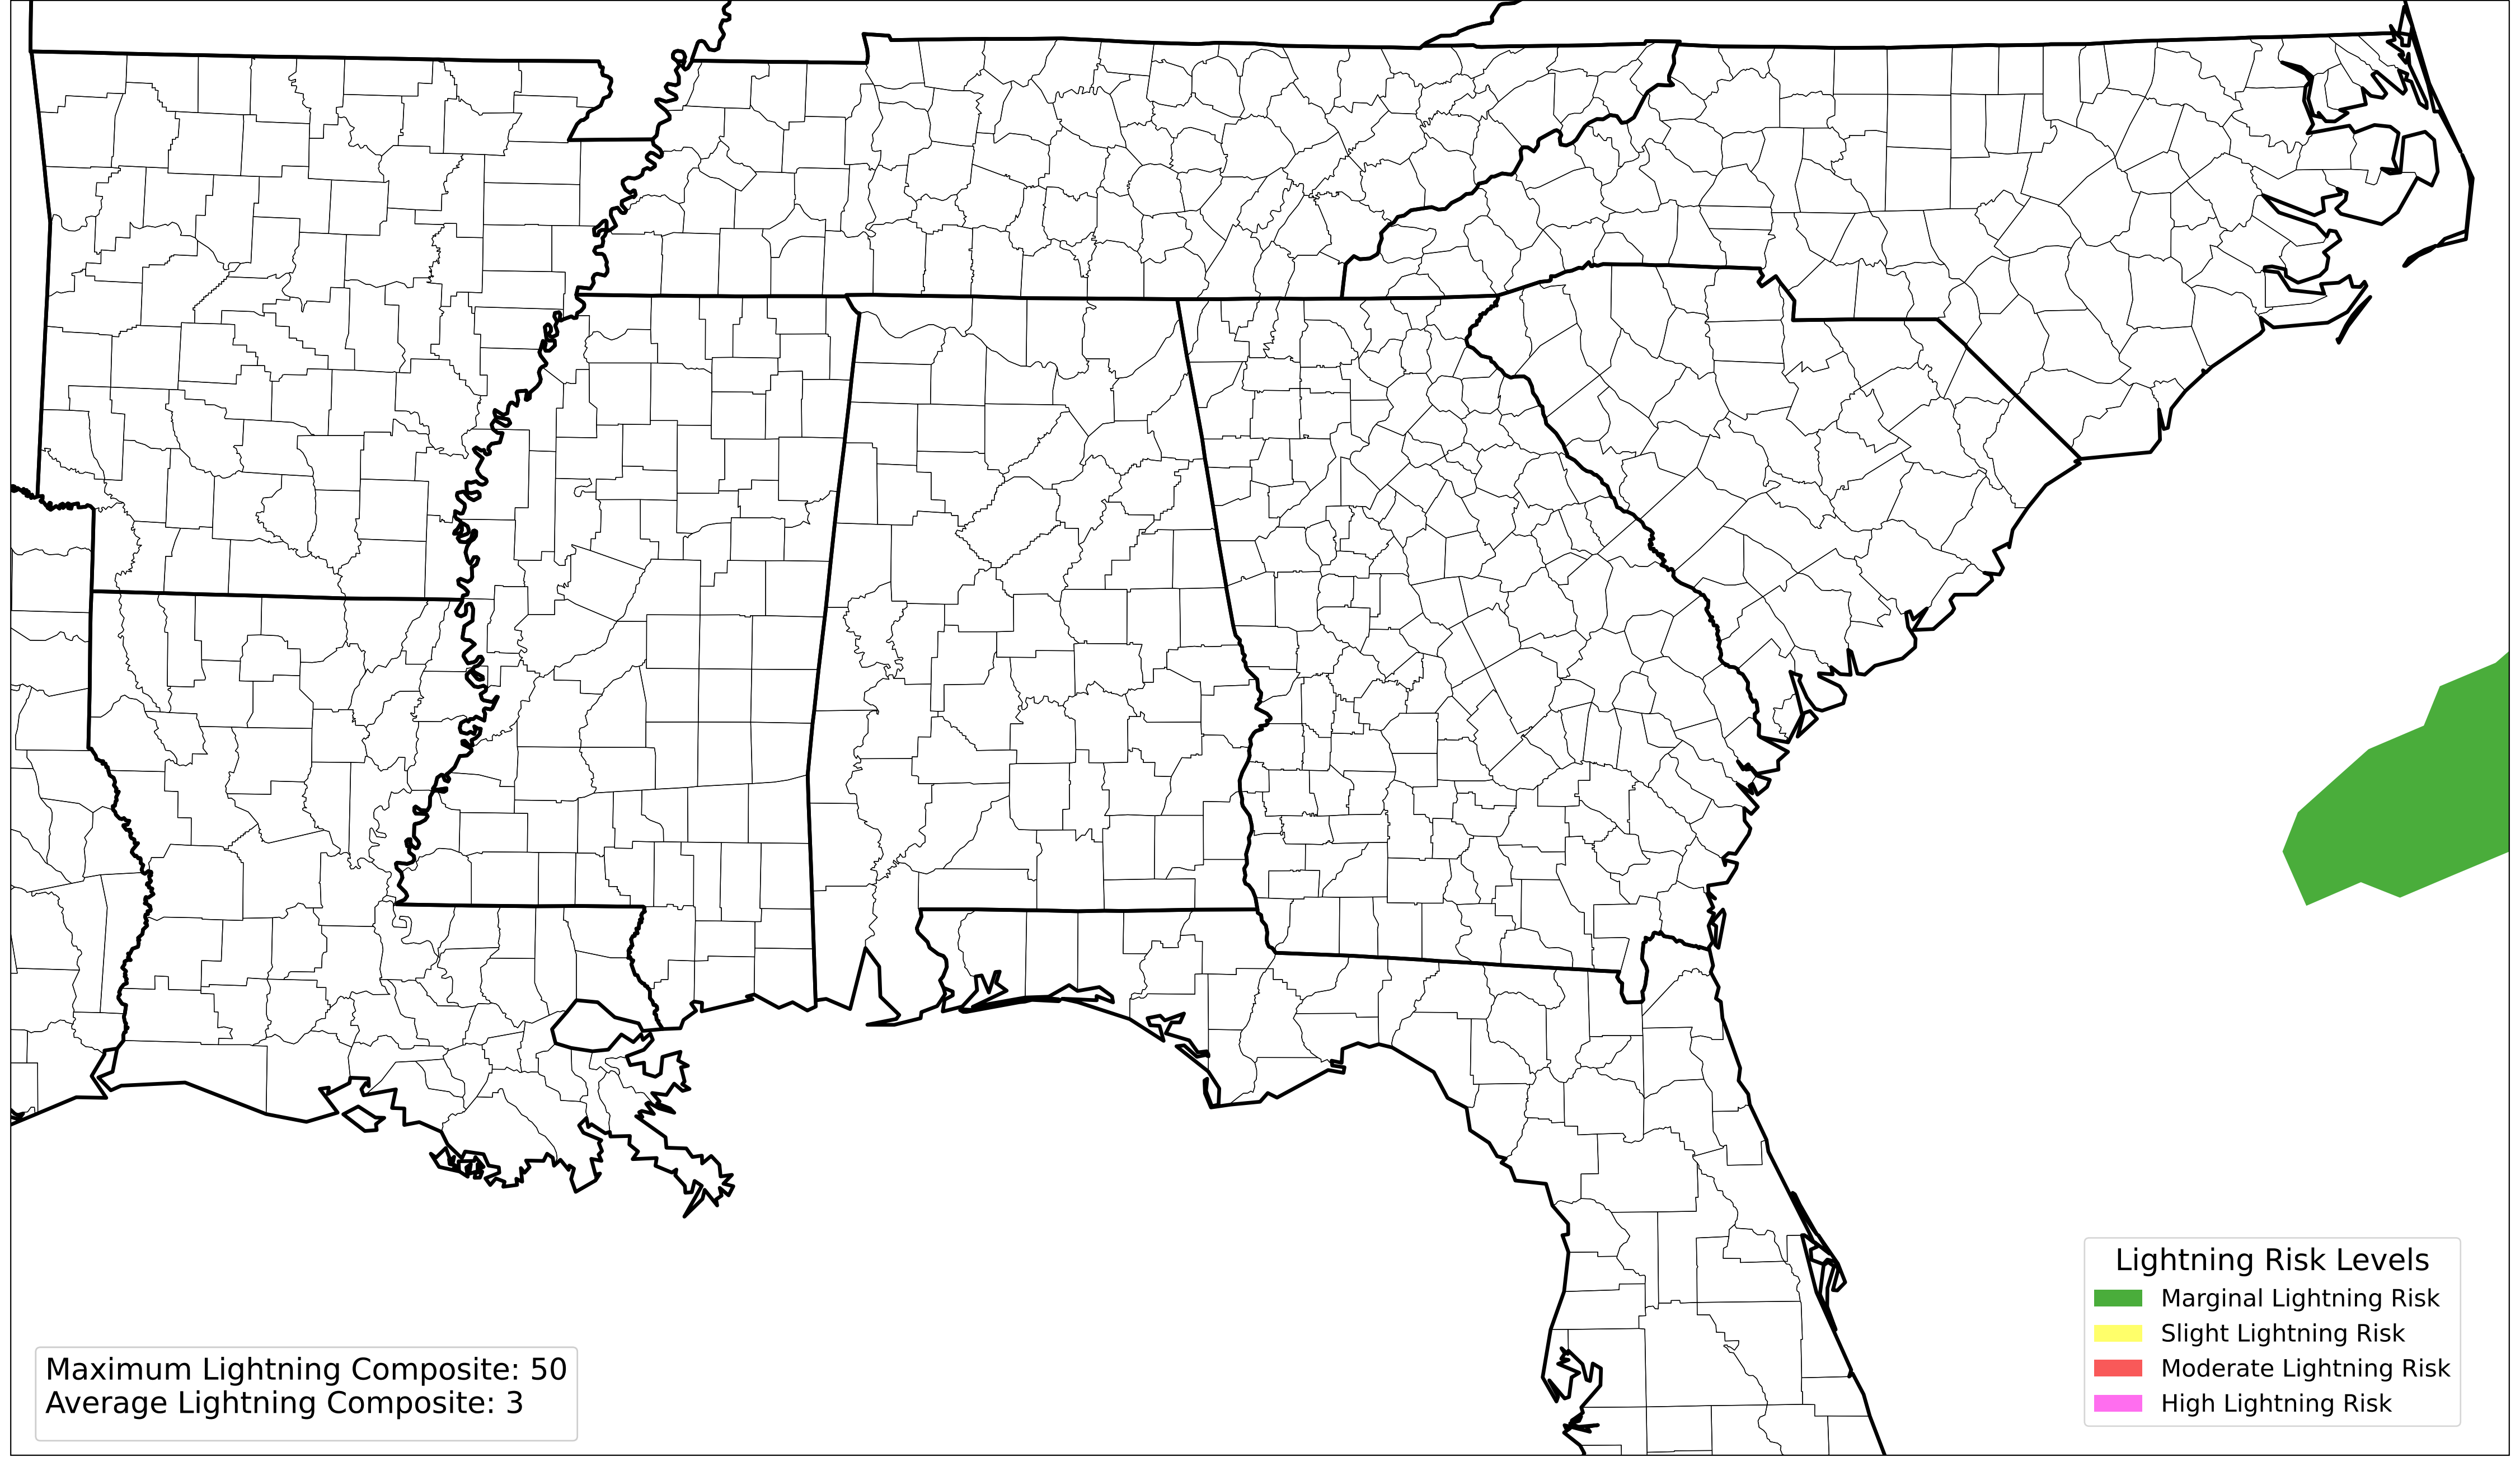 Lightning Risk Levels
Marginal Lightning Risk
Slight Lightning Risk
Moderate Lightning Risk
High Lightning Risk
Maximum Lightning Composite: 50
Average Lightning Composite: 3